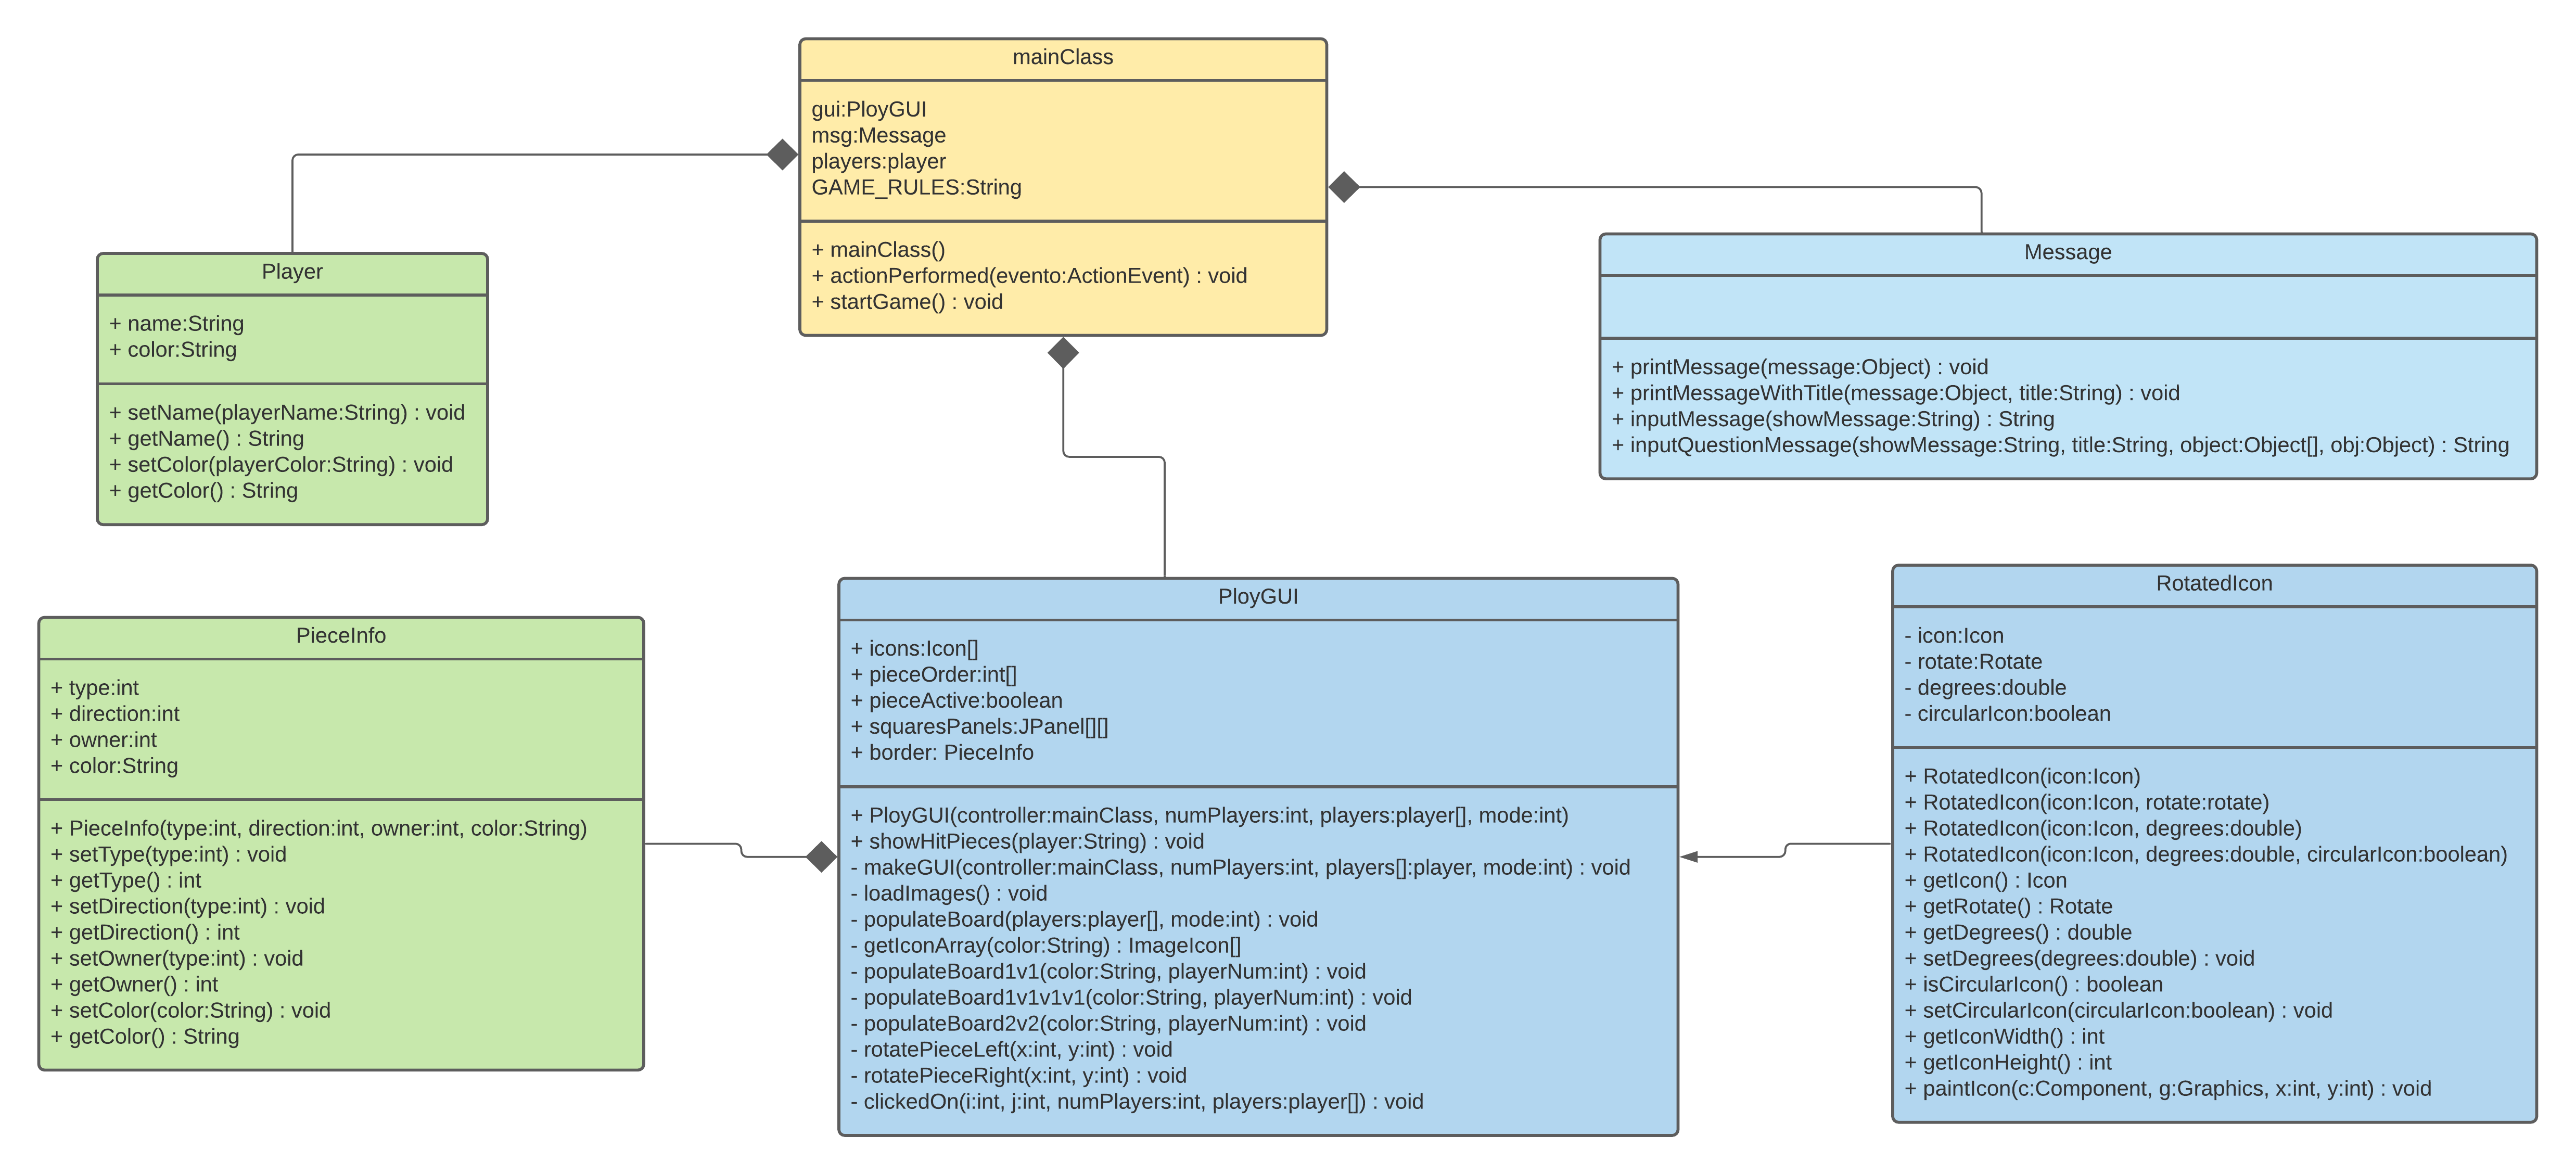 mainClass
gui:PloyGUI
msg:Message
players:player
GAME_RULES:String
+ mainClass()
+ actionPerformed(evento:ActionEvent) : void
+ startGame() : void
Player
+ name:String
+ color:String
+ setName(playerName:String) : void
+ getName() : String
+ setColor(playerColor:String) : void
+ getColor() : String
Message
+ printMessage(message:Object) : void
+ printMessageWithTitle(message:Object, title:String) : void
+ inputMessage(showMessage:String) : String
+ inputQuestionMessage(showMessage:String, title:String, object:Object[], obj:Object) : String
PieceInfo
+ type:int
+ direction:int
+ owner:int
+ color:String
+ PieceInfo(type:int, direction:int, owner:int, color:String)
+ setType(type:int) : void
+ getType() : int
+ setDirection(type:int) : void
+ getDirection() : int
+ setOwner(type:int) : void
+ getOwner() : int
+ setColor(color:String) : void
+ getColor() : String
PloyGUI
+ icons:Icon[]
+ pieceOrder:int[]
+ pieceActive:boolean
+ squaresPanels:JPanel[][]
+ border: PieceInfo
+ PloyGUI(controller:mainClass, numPlayers:int, players:player[], mode:int)
+ showHitPieces(player:String) : void
- makeGUI(controller:mainClass, numPlayers:int, players[]:player, mode:int) : void
- loadImages() : void
- populateBoard(players:player[], mode:int) : void
- getIconArray(color:String) : ImageIcon[]
- populateBoard1v1(color:String, playerNum:int) : void
- populateBoard1v1v1v1(color:String, playerNum:int) : void
- populateBoard2v2(color:String, playerNum:int) : void
- rotatePieceLeft(x:int, y:int) : void
- rotatePieceRight(x:int, y:int) : void
- clickedOn(i:int, j:int, numPlayers:int, players:player[]) : void
RotatedIcon
- icon:Icon
- rotate:Rotate
- degrees:double
- circularIcon:boolean
+ RotatedIcon(icon:Icon)
+ RotatedIcon(icon:Icon, rotate:rotate)
+ RotatedIcon(icon:Icon, degrees:double)
+ RotatedIcon(icon:Icon, degrees:double, circularIcon:boolean)
+ getIcon() : Icon
+ getRotate() : Rotate
+ getDegrees() : double
+ setDegrees(degrees:double) : void
+ isCircularIcon() : boolean
+ setCircularIcon(circularIcon:boolean) : void
+ getIconWidth() : int
+ getIconHeight() : int
+ paintIcon(c:Component, g:Graphics, x:int, y:int) : void